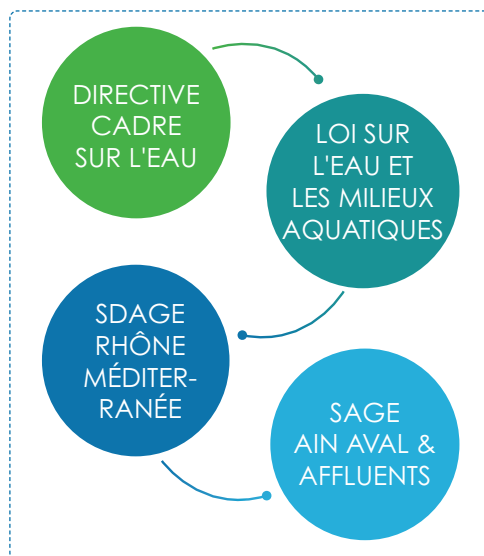 DIRECTIVE
CADRE
SUR L'EAU
LOI SUR
L'EAU ET
LES MILIEUX
AQUATIQUES
SDAGE
RHÔNE
MÉDITER-
RANÉE
SAGE
AIN AVAL &
AFFLUENTS